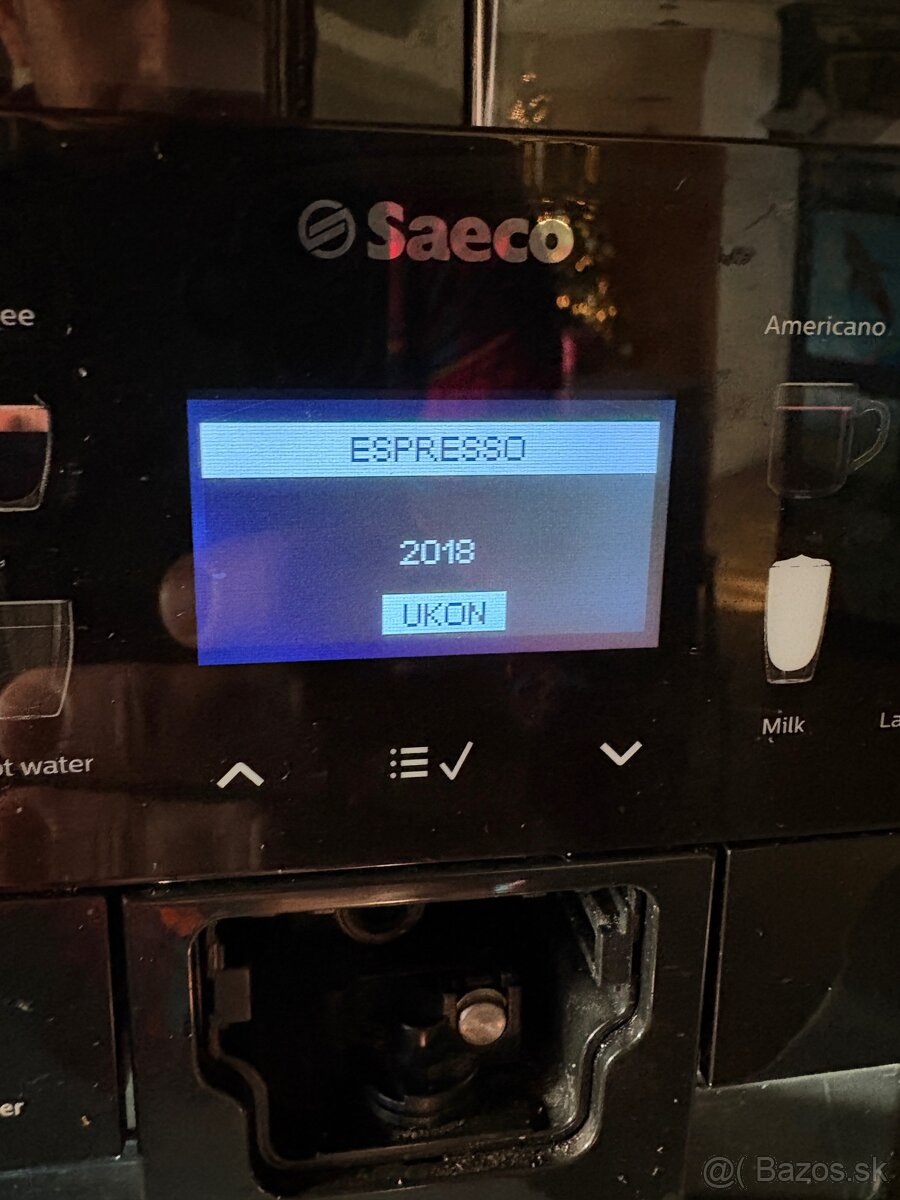 Saeco
ee
Americano
ESPRESSO
2018
UKON
Milk
La
ot water
er
@( Bazos.sk